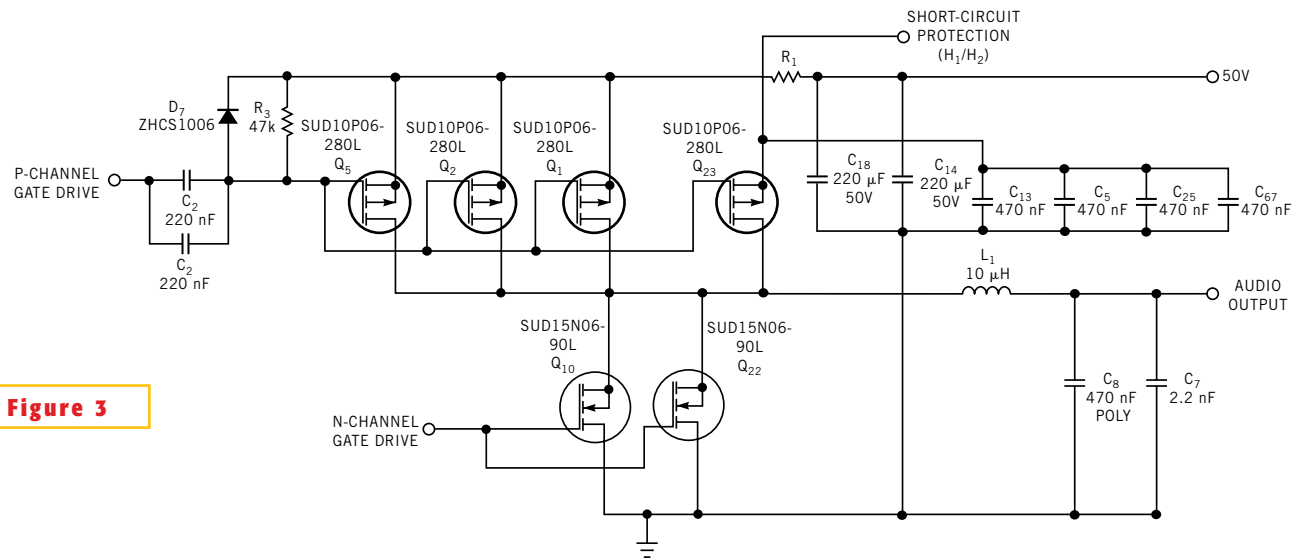 SHORT-CIRCUIT
PROTECTION
(H1/H2)
R1
50V
D7
ZHCS1006
R3
47k
SUD10P06-
280L
Q5
SUD10P06-
280L
Q2
SUD10P06-
280L
Q1
SUD10P06-
280L
Q23
P-CHANNEL
GATE DRIVE
C2
220 nF
C2
220 nF
C18
220 µF
50V
C14
220 µF
50V
C13
470 nF
C5
470 nF
C25
470 nF
C67
470 nF
L1
10 µH
AUDIO
OUTPUT
SUD15N06-
90L
Q10
SUD15N06-
90L
Q22
C8
470 nF
POLY
C7
2.2 nF
Figure 3
N-CHANNEL
GATE DRIVE